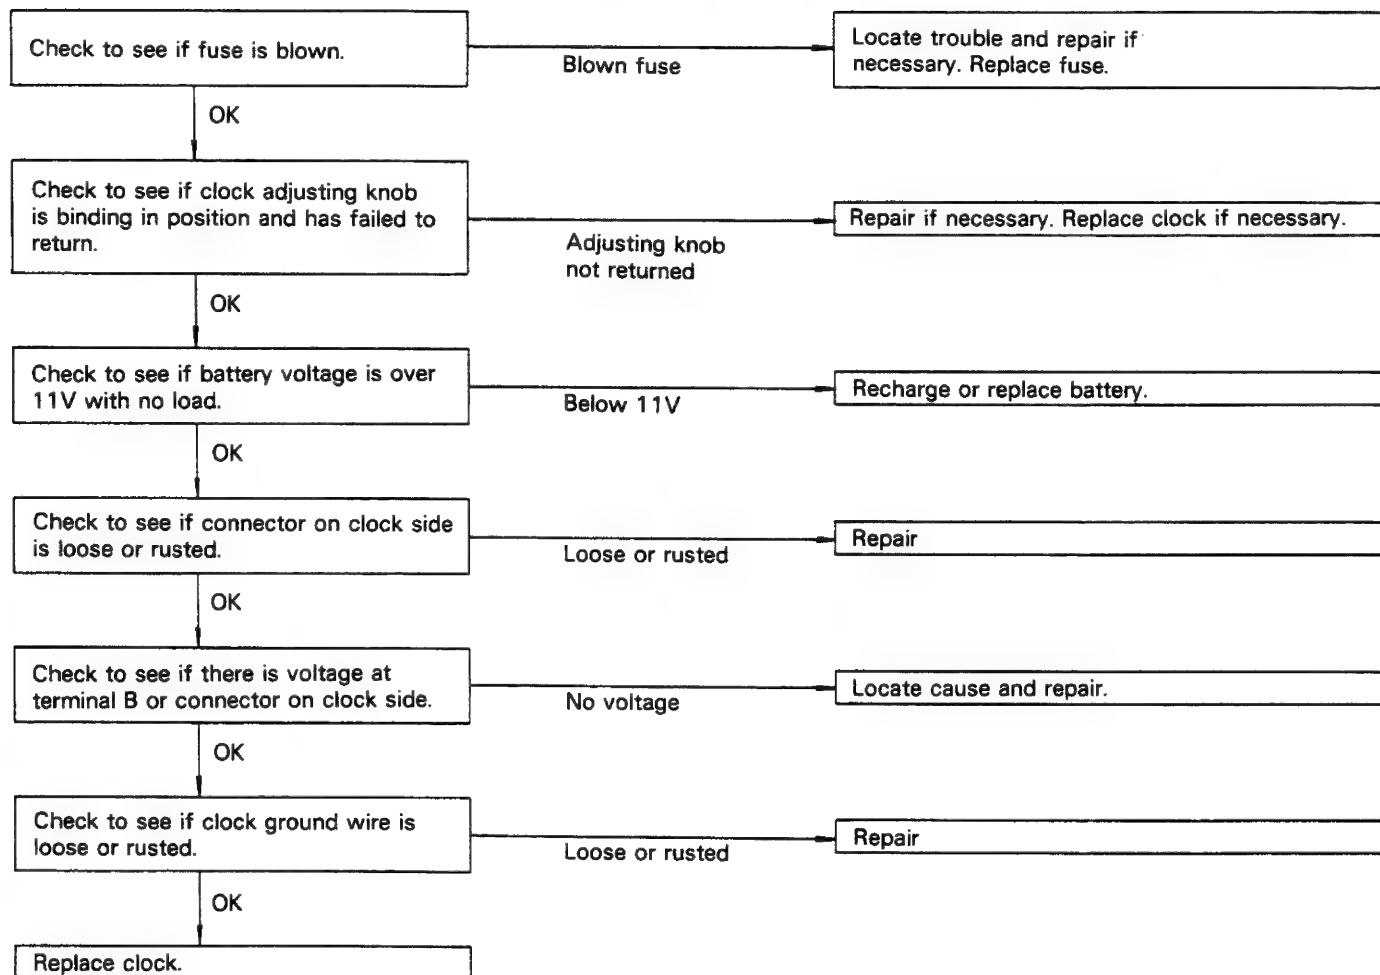 Check to see if fuse is blown.
Blown fuse
Locate trouble and repair if
necessary. Replace fuse.
OK
Check to see if clock adjusting knob
is binding in position and has failed to
return.
Adjusting knob
not returned
Repair if necessary. Replace clock if necessary.
OK
Check to see if battery voltage is over
11V with no load.
Below 11V
Recharge or replace battery.
OK
Check to see if connector on clock side
is loose or rusted.
Loose or rusted
Repair
OK
Check to see if there is voltage at
terminal B or connector on clock side.
No voltage
Locate cause and repair.
OK
Check to see if clock ground wire is
loose or rusted.
Loose or rusted
Repair
OK
Replace clock.